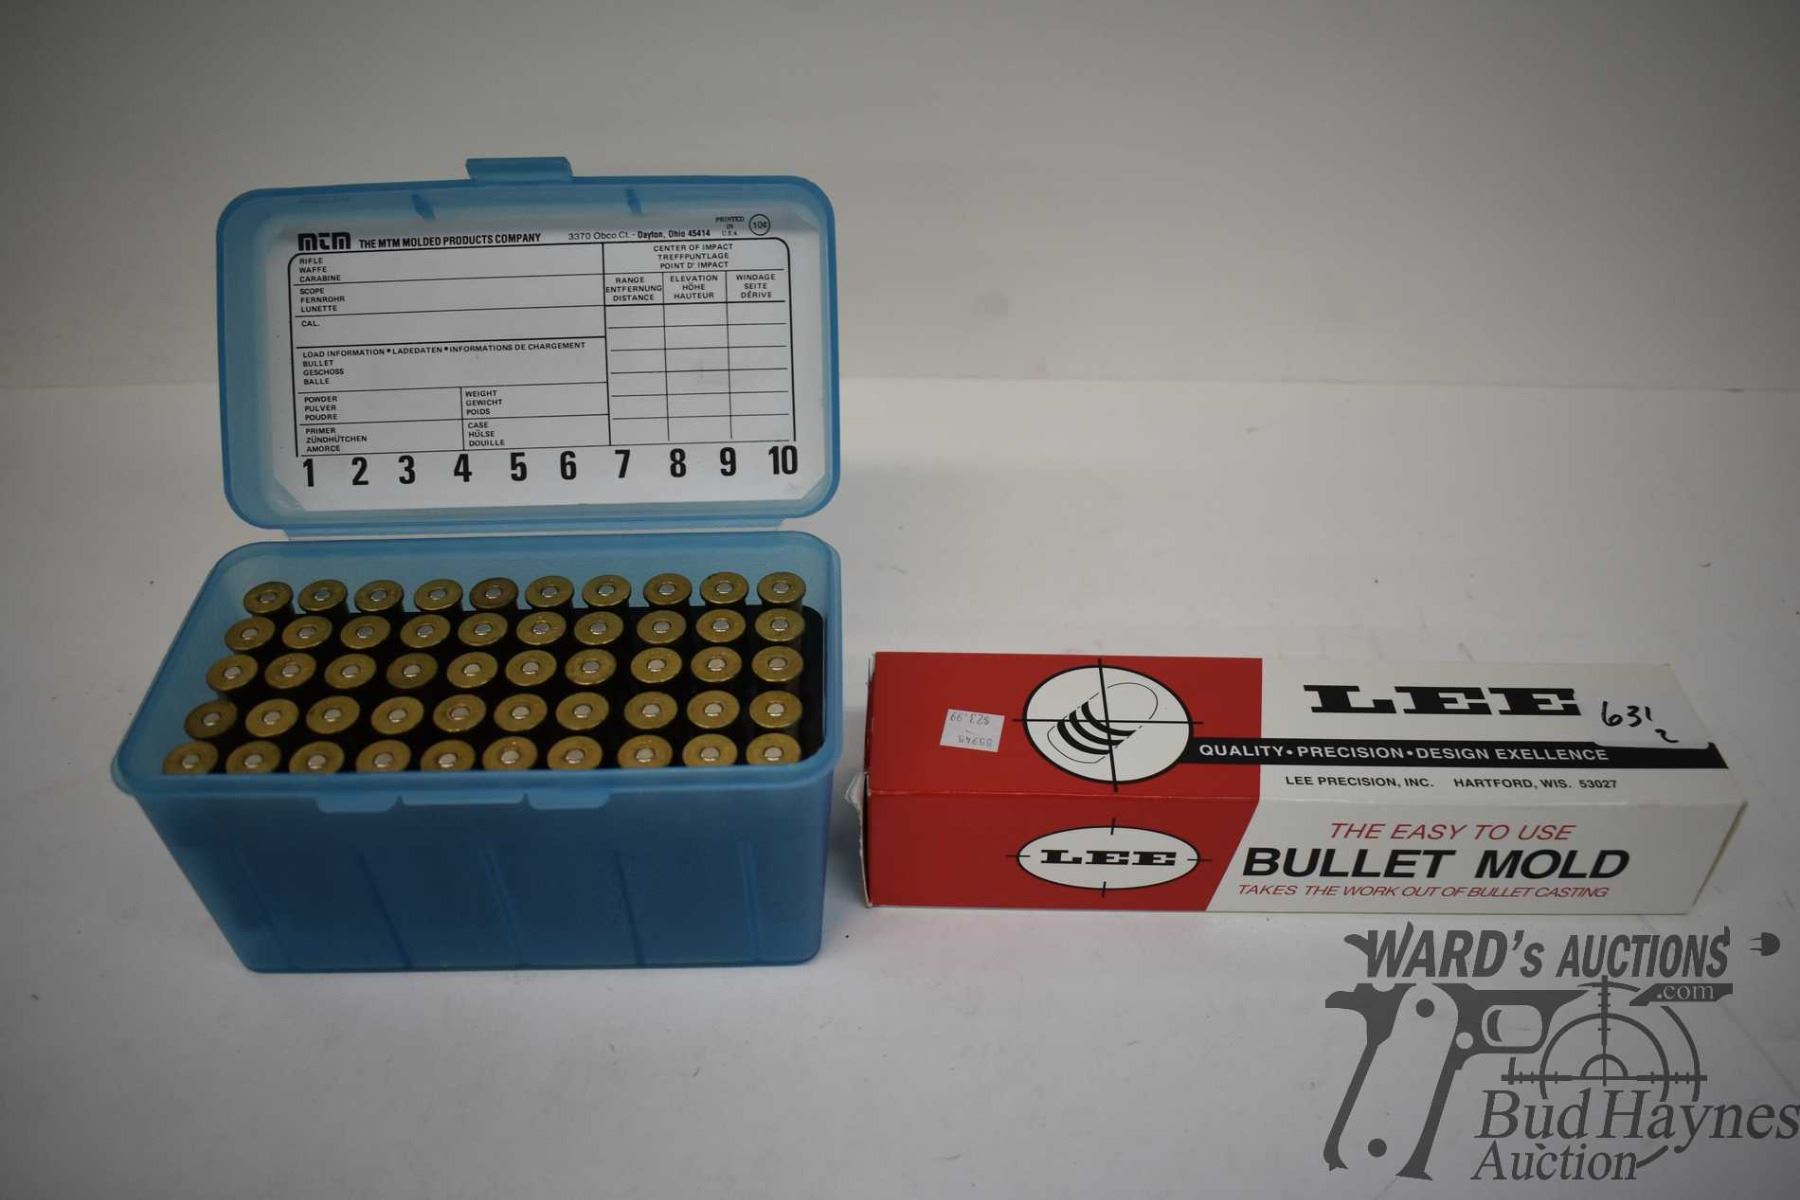 MTM THE MTM MOLDED PRODUCTS COMPANY 3370 Obco Ct. - Dayton, Ohio 45414 PRINTED IN U.S.A. 10¢
RIFLE
WAFFE
CARABINE
SCOPE
FERNROHR
LUNETTE
CAL.
LOAD INFORMATION • LADEDATEN • INFORMATIONS DE CHARGEMENT
BULLET
GESCHOSS
BALLE
POWDER
PULVER
POUDRE
WEIGHT
GEWICHT
POIDS
PRIMER
ZÜNDHÜTCHEN
AMORCE
CASE
HÜLSE
DOUILLE
CENTER OF IMPACT
TREFFPUNTLAGE
POINT D' IMPACT
RANGE
ENTFERNUNG
DISTANCE
ELEVATION
HÖHE
HAUTEUR
WINDAGE
SEITE
DÉRIVE
1 2 3 4 5 6 7 8 9 10
$23.99
LEE
631
2
QUALITY • PRECISION • DESIGN EXELLENCE
LEE PRECISION, INC. HARTFORD, WIS. 53027
LEE
THE EASY TO USE
BULLET MOLD
TAKES THE WORK OUT OF BULLET CASTING
WARD's AUCTIONS
.com
Bud Haynes
Auction